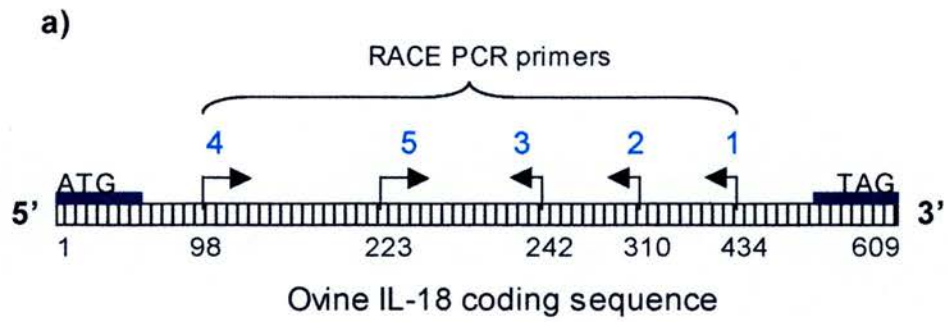 a)
RACE PCR primers
4 5 3 2 1
ATG TAG
5’ 3’
1 98 223 242 310 434 609
Ovine IL-18 coding sequence